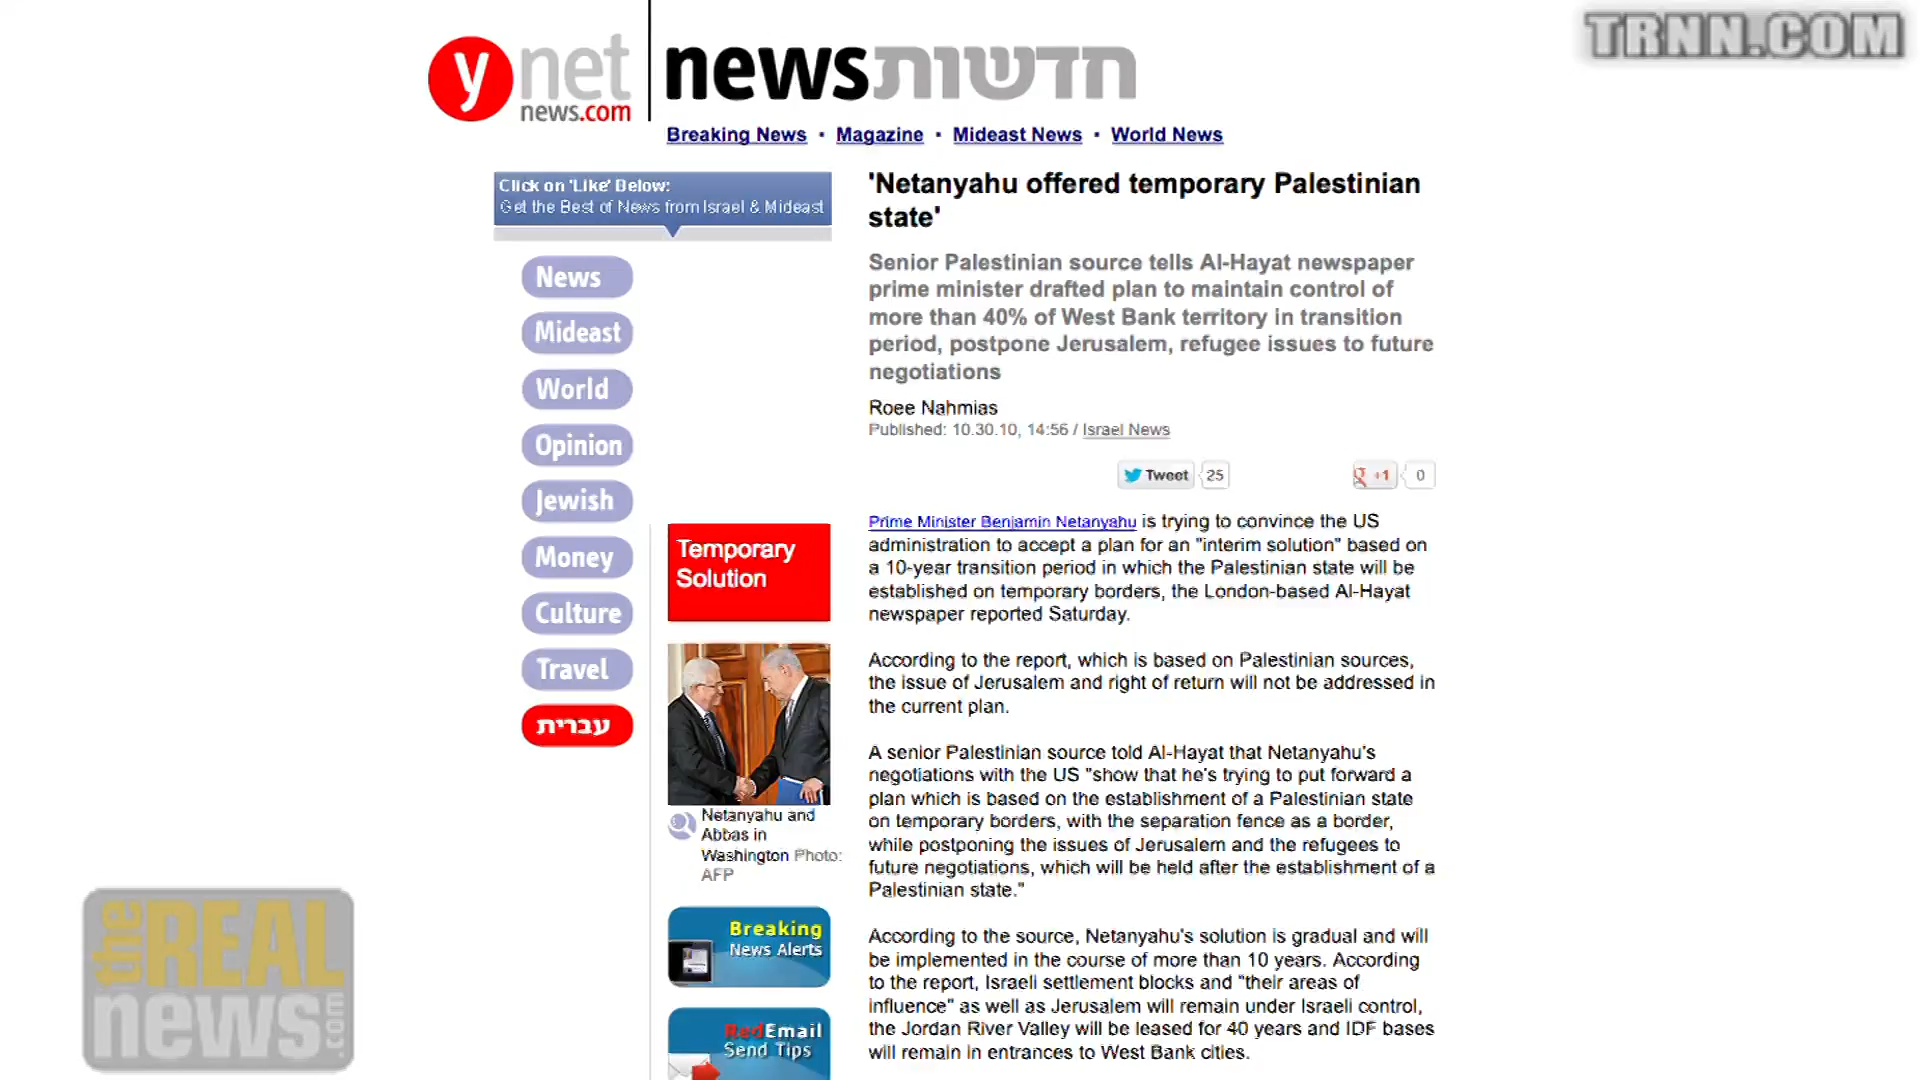 TRNN.COM
ynet
news.com
newsחדשות
Breaking News · Magazine · Mideast News · World News
Click on 'Like' Below:
Get the Best of News from Israel & Mideast
News
Mideast
World
Opinion
Jewish
Money
Culture
Travel
עברית
Temporary
Solution
Netanyahu and
Abbas in
Washington Photo:
AFP
Breaking
News Alerts
RedEmail
Send Tips
'Netanyahu offered temporary Palestinian
state'
Senior Palestinian source tells Al-Hayat newspaper
prime minister drafted plan to maintain control of
more than 40% of West Bank territory in transition
period, postpone Jerusalem, refugee issues to future
negotiations
Roee Nahmias
Published: 10.30.10, 14:56 / Israel News
Tweet 25
+1 0
Prime Minister Benjamin Netanyahu is trying to convince the US
administration to accept a plan for an "interim solution" based on
a 10-year transition period in which the Palestinian state will be
established on temporary borders, the London-based Al-Hayat
newspaper reported Saturday.
According to the report, which is based on Palestinian sources,
the issue of Jerusalem and right of return will not be addressed in
the current plan.
A senior Palestinian source told Al-Hayat that Netanyahu's
negotiations with the US "show that he's trying to put forward a
plan which is based on the establishment of a Palestinian state
on temporary borders, with the separation fence as a border,
while postponing the issues of Jerusalem and the refugees to
future negotiations, which will be held after the establishment of a
Palestinian state."
According to the source, Netanyahu's solution is gradual and will
be implemented in the course of more than 10 years. According
to the report, Israeli settlement blocks and "their areas of
influence" as well as Jerusalem will remain under Israeli control,
the Jordan River Valley will be leased for 40 years and IDF bases
will remain in entrances to West Bank cities.
the REAL
news.com